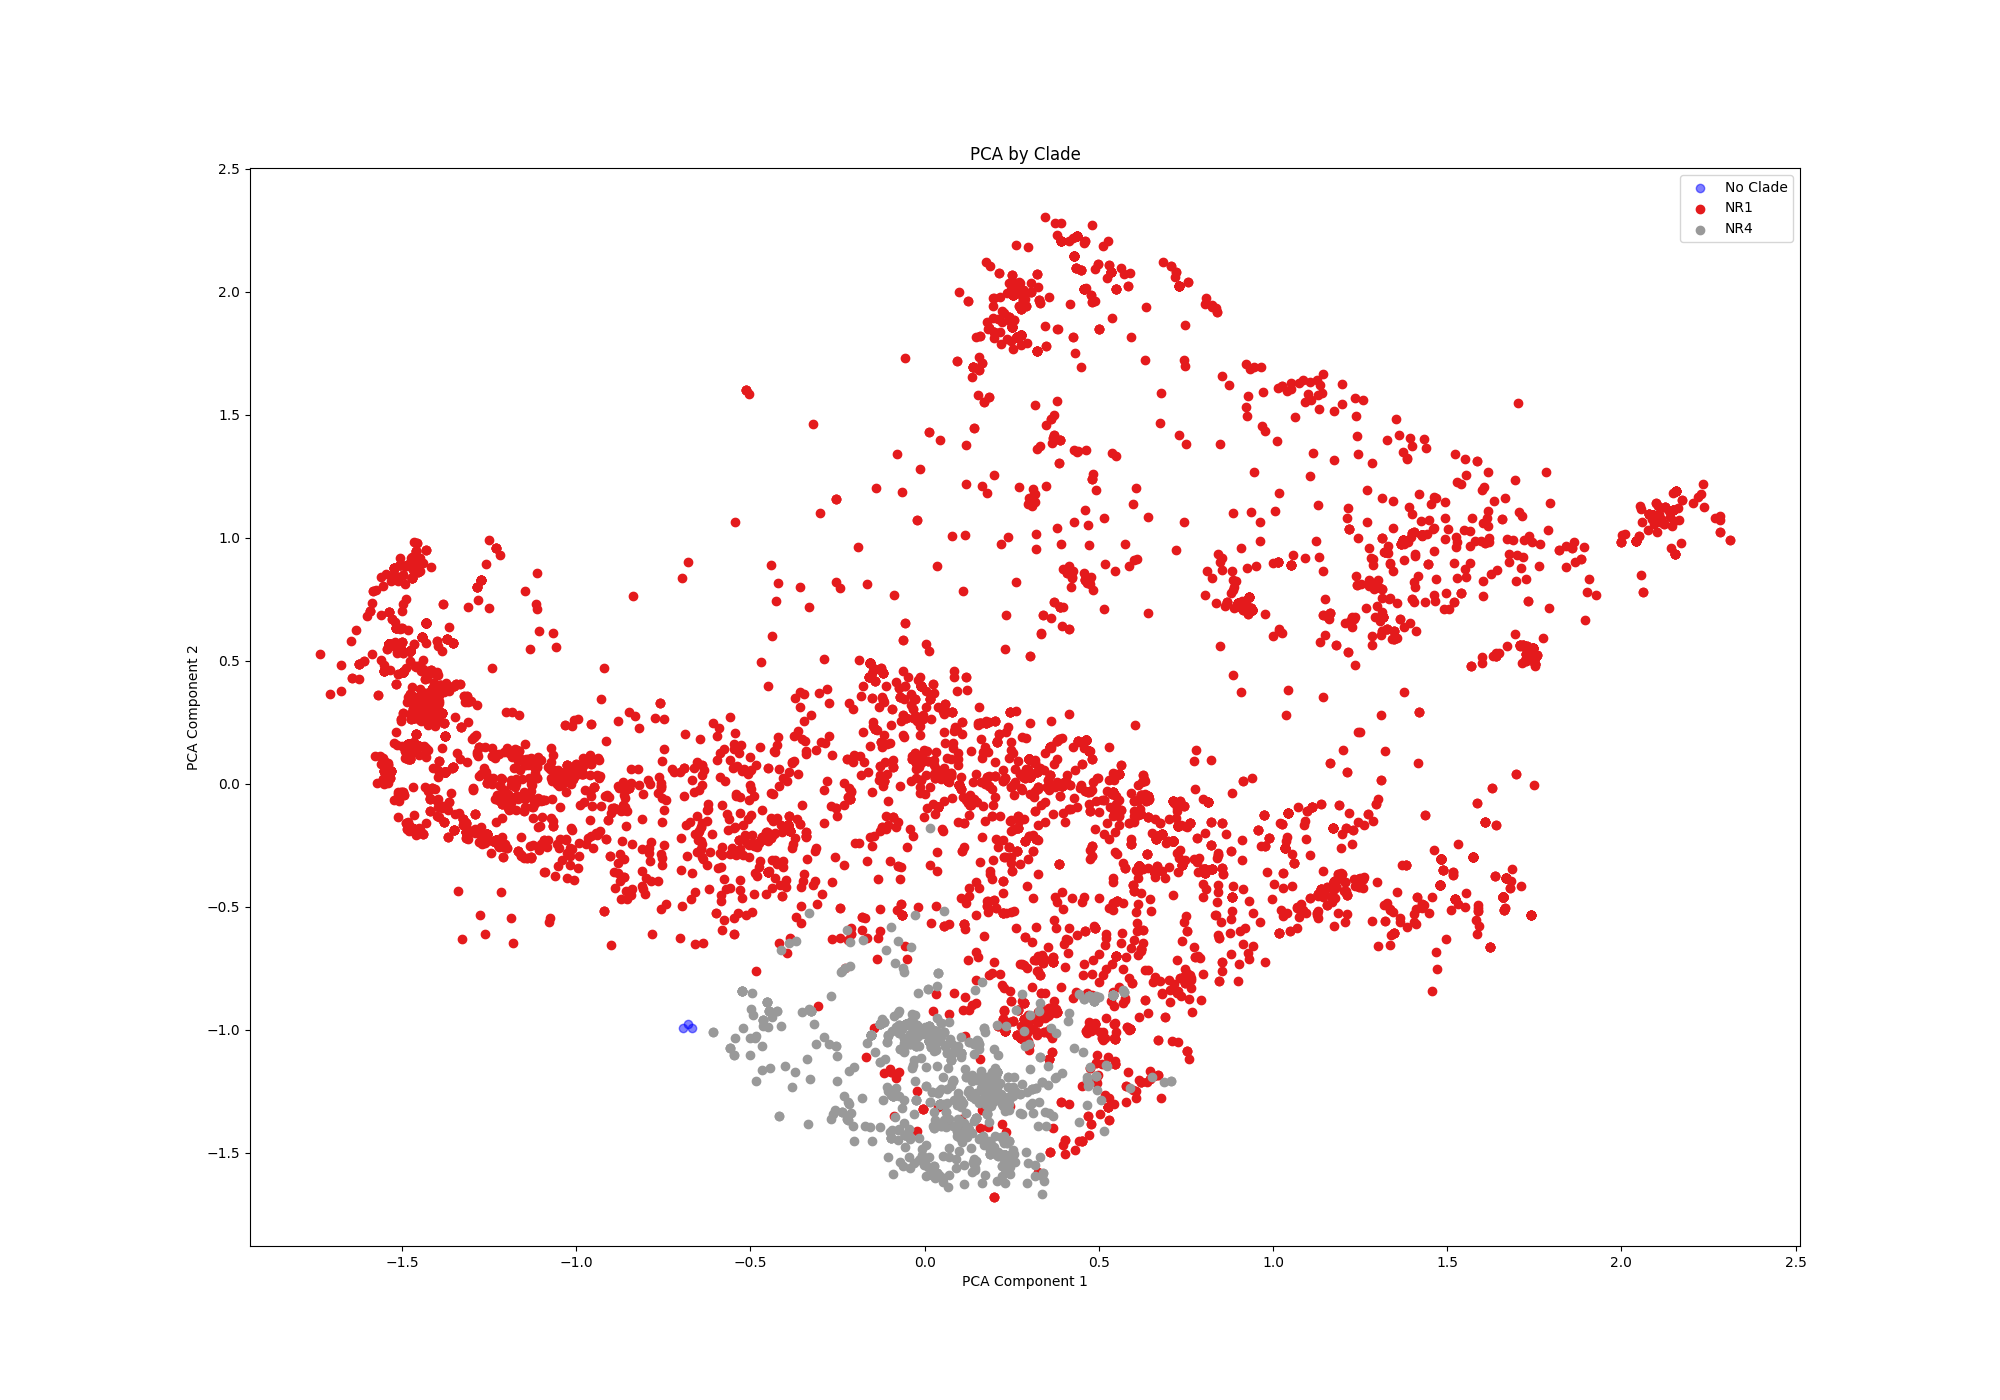 PCA by Clade
No Clade
NR1
NR4
2.5
2.0
1.5
1.0
0.5
0.0
−0.5
−1.0
−1.5
PCA Component 2
−1.5 −1.0 −0.5 0.0 0.5 1.0 1.5 2.0 2.5
PCA Component 1